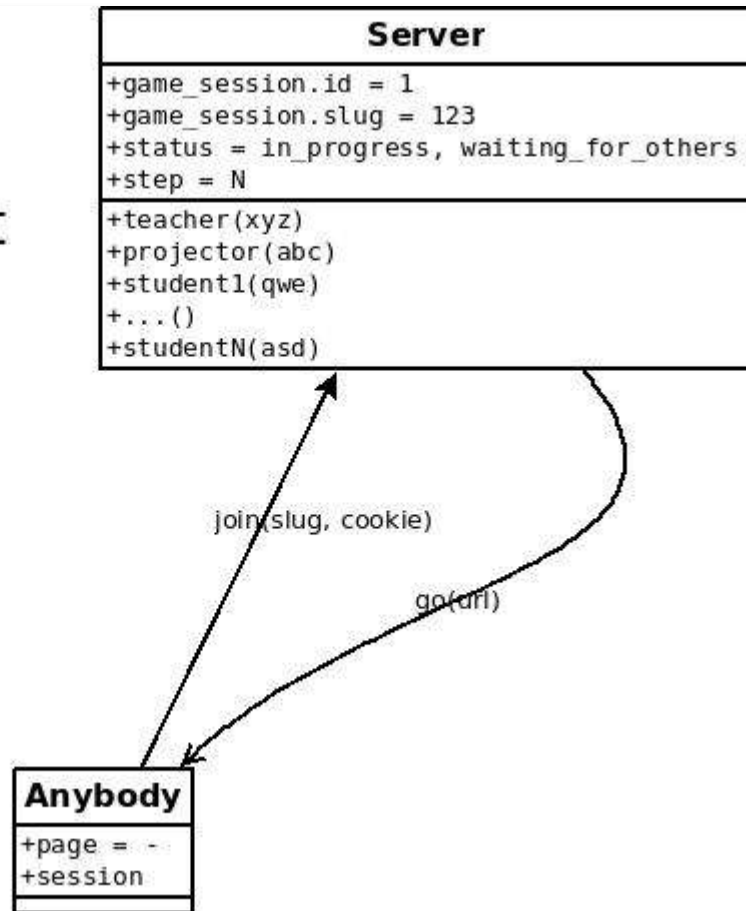 Server
+game_session.id = 1
+game_session.slug = 123
+status = in_progress, waiting_for_others
+step = N
+teacher(xyz)
+projector(abc)
+student1(qwe)
+...()
+studentN(asd)
join(slug, cookie)
go(url)
Anybody
+page = -
+session